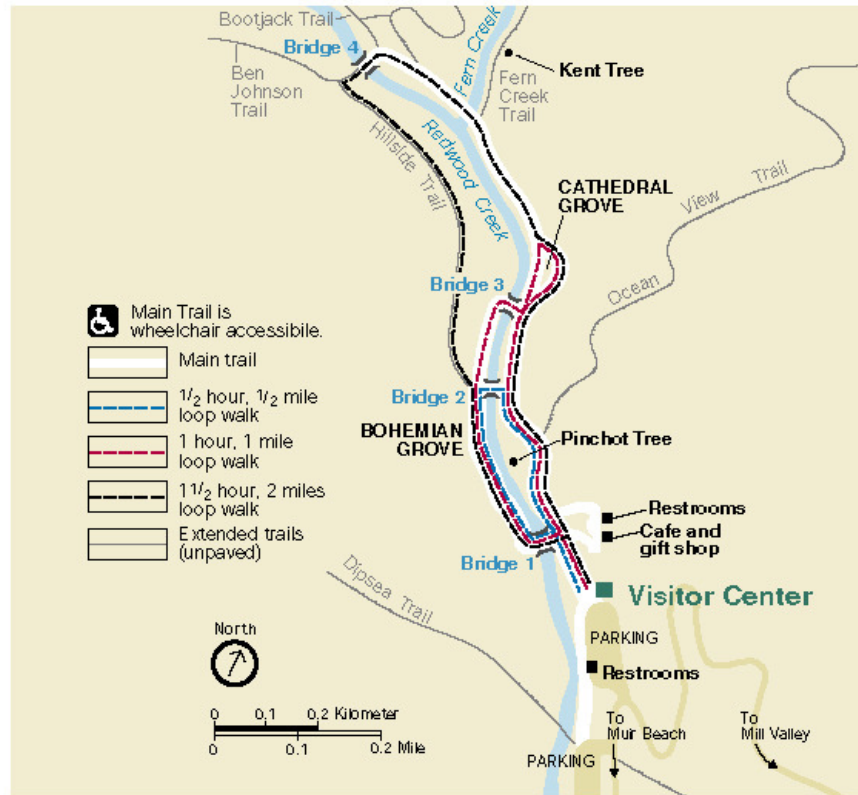 Bootjack Trail
Bridge 4
Ben
Johnson
Trail
Fern Creek
Kent Tree
Fern
Creek
Trail
Hillside Trail
Redwood Creek
CATHEDRAL
GROVE
View Trail
Ocean
Bridge 3
Main Trail is
wheelchair accessibile.
Main trail
1/2 hour, 1/2 mile
loop walk
1 hour, 1 mile
loop walk
1 1/2 hour, 2 miles
loop walk
Extended trails
(unpaved)
Bridge 2
BOHEMIAN
GROVE
Pinchot Tree
Restrooms
Cafe and
gift shop
Bridge 1
Dipsea Trail
Visitor Center
North
PARKING
Restrooms
0 0.1 0.2 Kilometer
0 0.1 0.2 Mile
To
Muir Beach
To
Mill Valley
PARKING